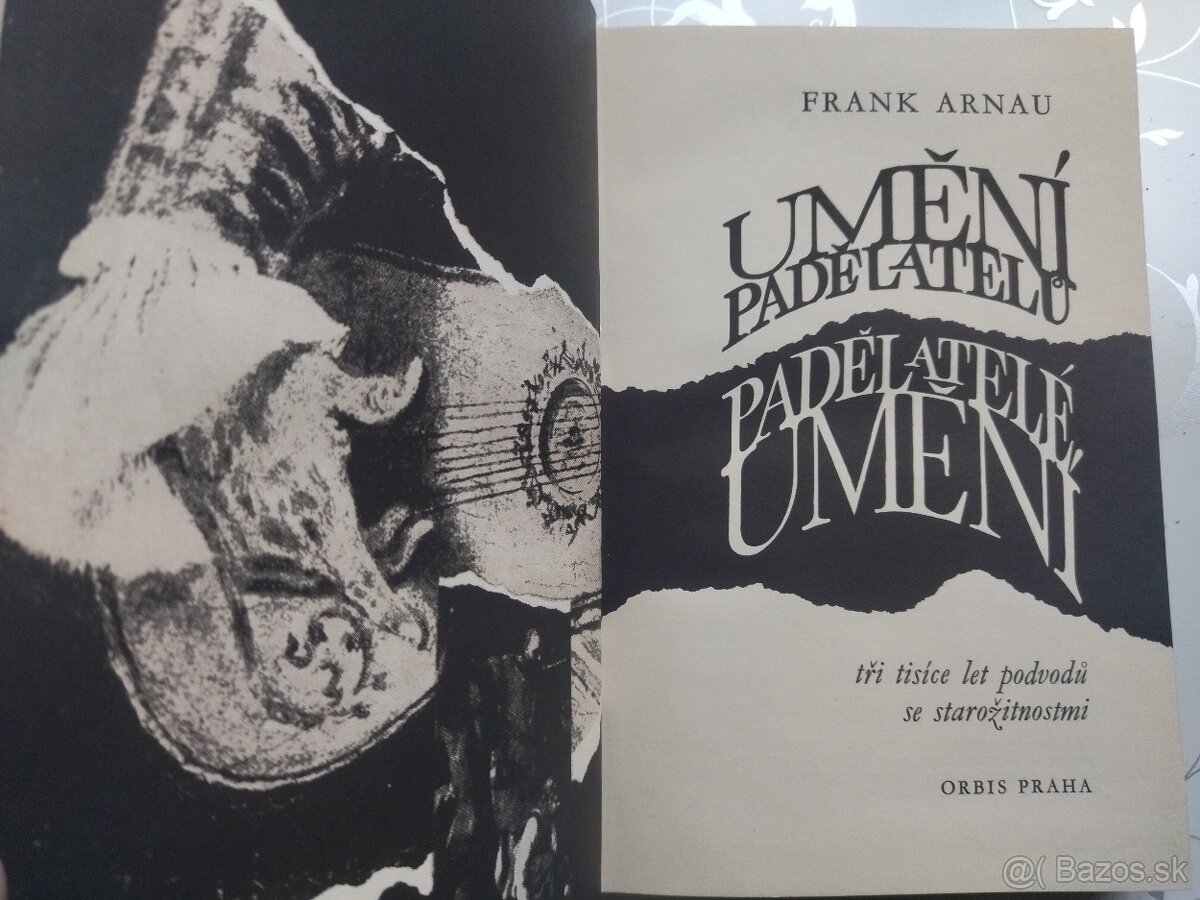 FRANK ARNAU
UMĚNÍ
PADĚLATELŮ
PADĚLATELÉ
UMĚNÍ
tři tisíce let podvodů
se starožitnostmi
ORBIS PRAHA
@( Bazos.sk